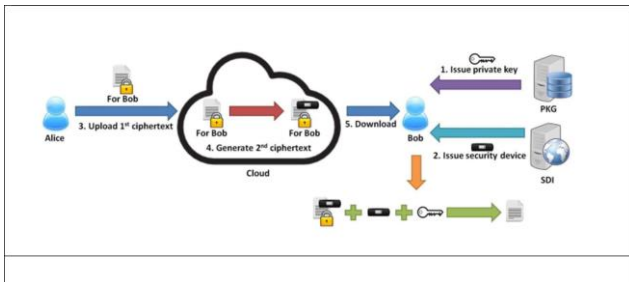 1. Issue private key
PKG
For Bob
3. Upload 1st ciphertext
Alice
For Bob
For Bob
4. Generate 2nd ciphertext
Cloud
5. Download
Bob
2. Issue security device
SDI